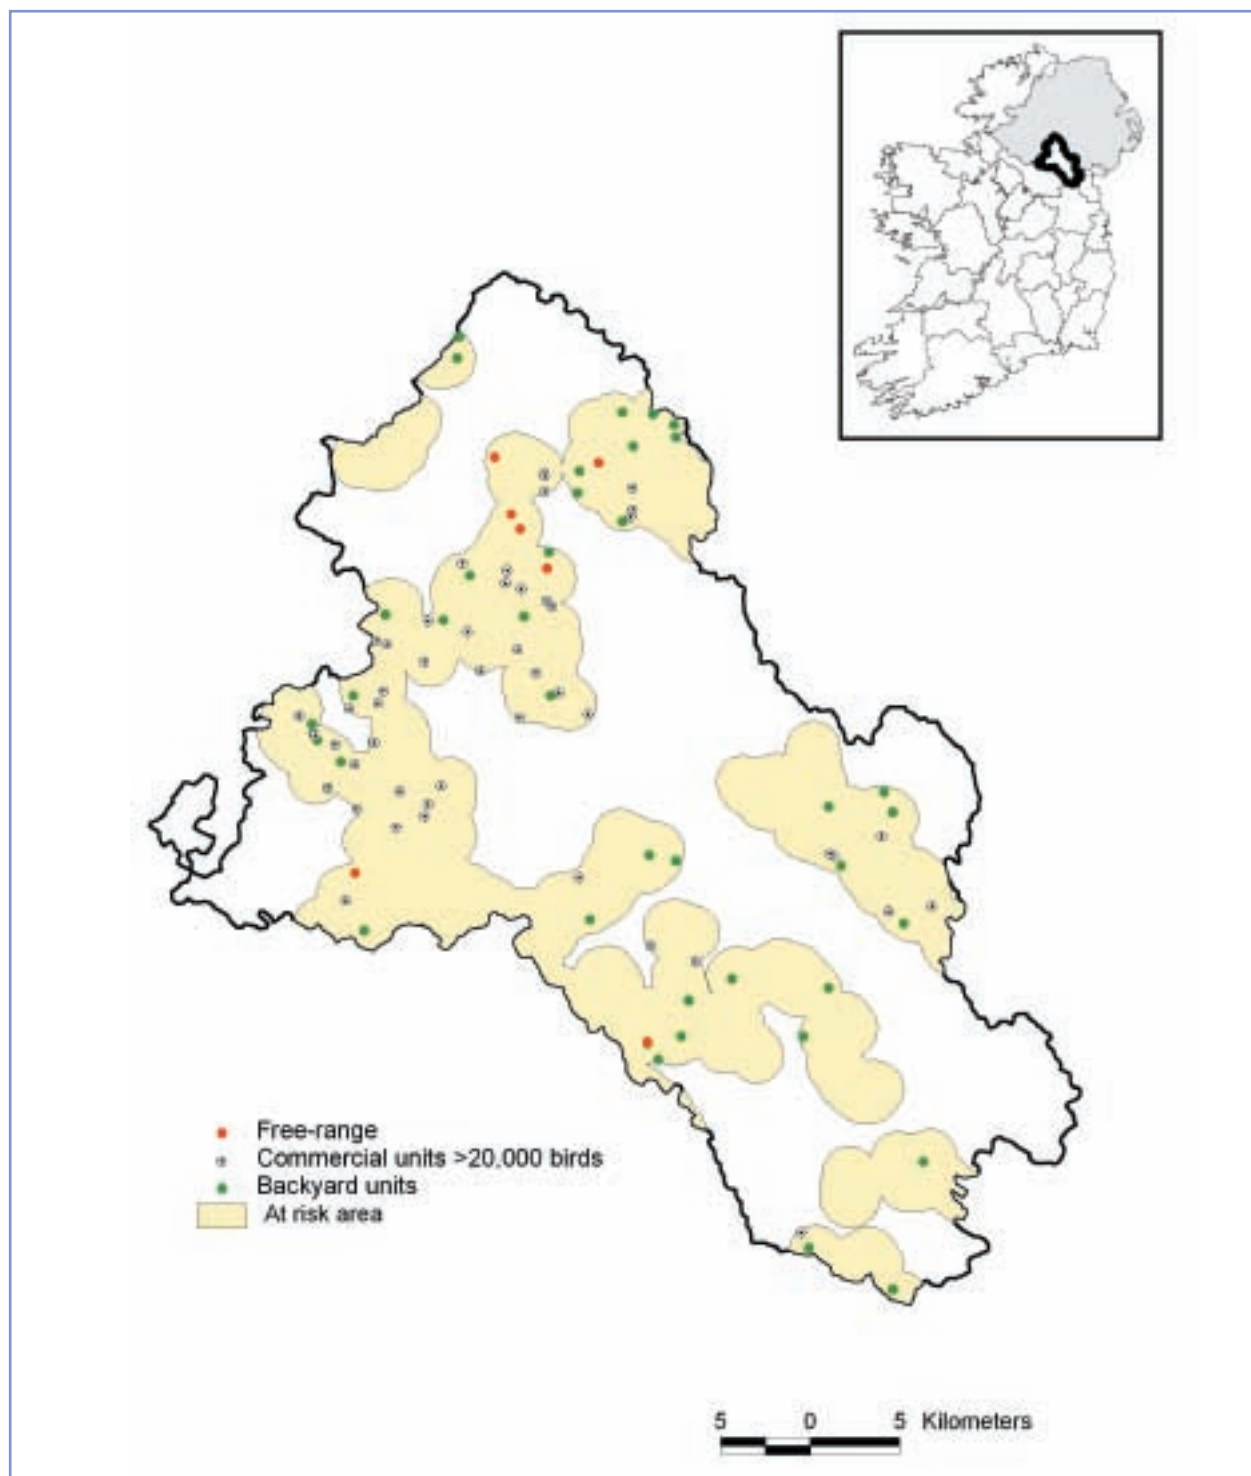 Free-range
Commercial units >20,000 birds
Backyard units
At risk area
5 0 5 Kilometers